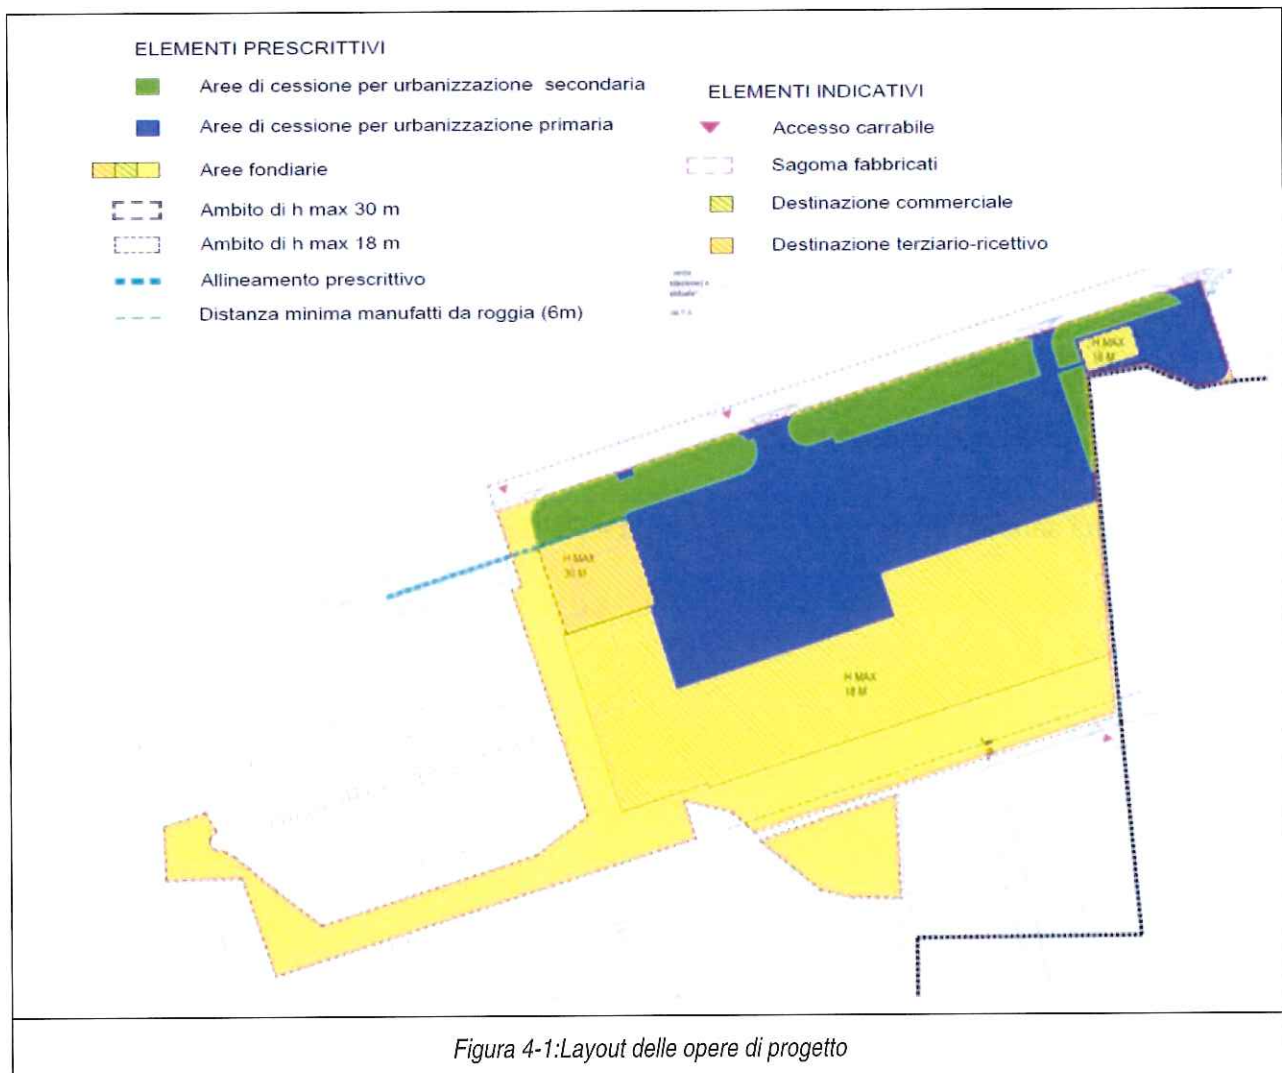 ELEMENTI PRESCRITTIVI
Aree di cessione per urbanizzazione secondaria
Aree di cessione per urbanizzazione primaria
Aree fondiarie
Ambito di h max 30 m
Ambito di h max 18 m
Allineamento prescrittivo
Distanza minima manufatti da roggia (6m)
ELEMENTI INDICATIVI
Accesso carrabile
Sagoma fabbricati
Destinazione commerciale
Destinazione terziario-ricettivo
H MAX
18 M
H MAX
30 M
H MAX
18 M
Figura 4-1:Layout delle opere di progetto